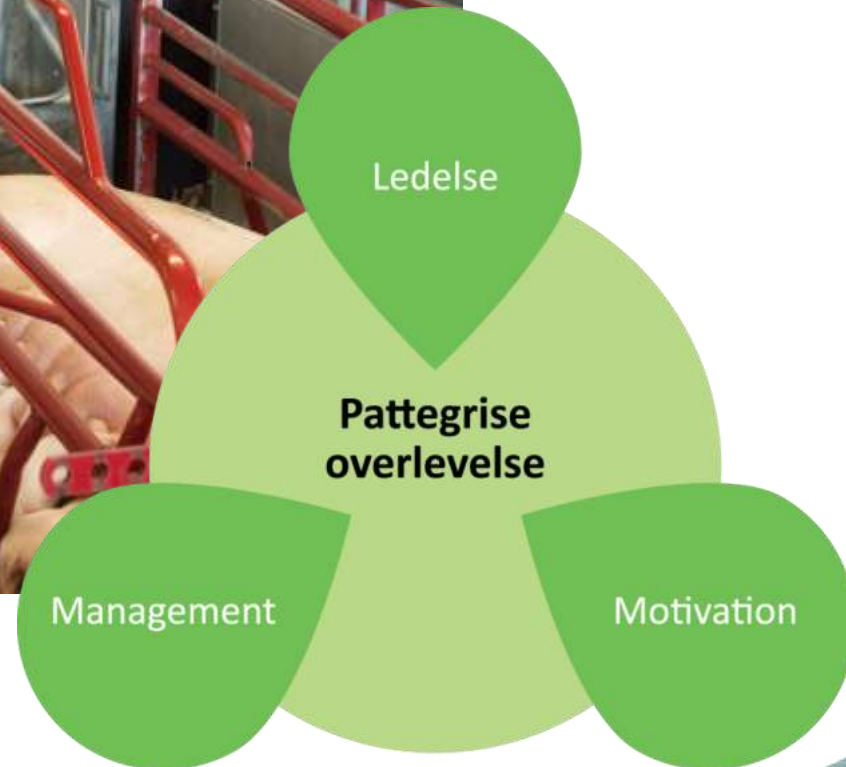 Ledelse
Pattegrise
overlevelse
Management
Motivation